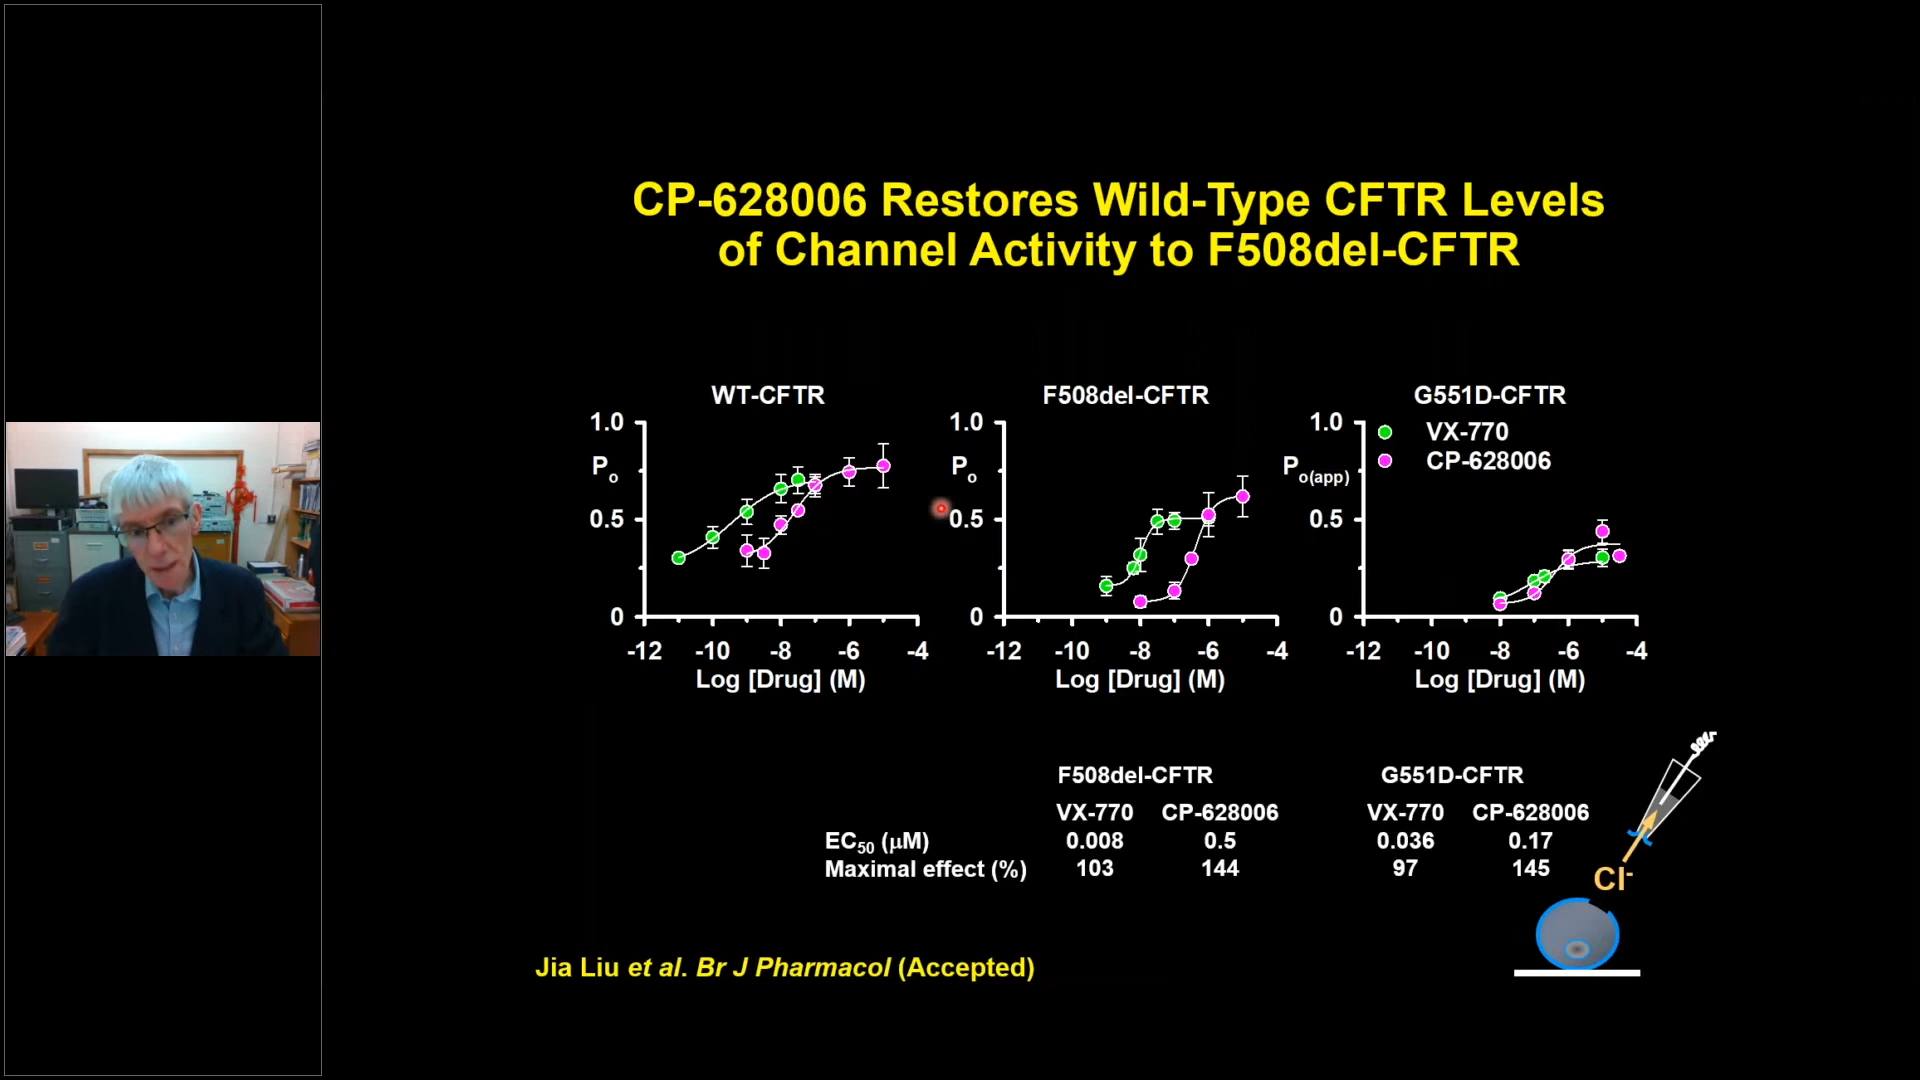 CP-628006 Restores Wild-Type CFTR Levels
of Channel Activity to F508del-CFTR
WT-CFTR
1.0
Po
0.5
0
-12 -10 -8 -6 -4
Log [Drug] (M)
F508del-CFTR
1.0
Po
0.5
0
-12 -10 -8 -6 -4
Log [Drug] (M)
G551D-CFTR
1.0
VX-770
CP-628006
Po(app)
0.5
0
-12 -10 -8 -6 -4
Log [Drug] (M)
F508del-CFTR G551D-CFTR
VX-770 CP-628006 VX-770 CP-628006
EC50 (µM) 0.008 0.5 0.036 0.17
Maximal effect (%) 103 144 97 145
Cl-
Jia Liu et al. Br J Pharmacol (Accepted)